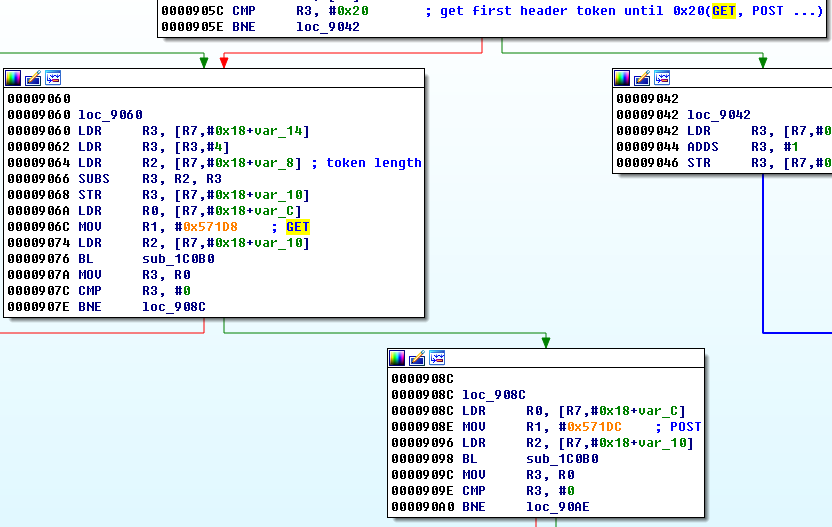 0000905C CMP R3, #0x20 ; get first header token until 0x20(GET, POST ...)
0000905E BNE loc_9042
00009060
00009060 loc_9060
00009060 LDR R3, [R7,#0x18+var_14]
00009062 LDR R3, [R3,#4]
00009064 LDR R2, [R7,#0x18+var_8] ; token length
00009066 SUBS R3, R2, R3
00009068 STR R3, [R7,#0x18+var_10]
0000906A LDR R0, [R7,#0x18+var_C]
0000906C MOV R1, #0x571D8 ; GET
00009074 LDR R2, [R7,#0x18+var_10]
00009076 BL sub_1C0B0
0000907A MOV R3, R0
0000907C CMP R3, #0
0000907E BNE loc_908C
00009042
00009042 loc_9042
00009042 LDR R3, [R7,#0
00009044 ADDS R3, #1
00009046 STR R3, [R7,#0
0000908C
0000908C loc_908C
0000908C LDR R0, [R7,#0x18+var_C]
0000908E MOV R1, #0x571DC ; POST
00009096 LDR R2, [R7,#0x18+var_10]
00009098 BL sub_1C0B0
0000909C MOV R3, R0
0000909E CMP R3, #0
000090A0 BNE loc_90AE